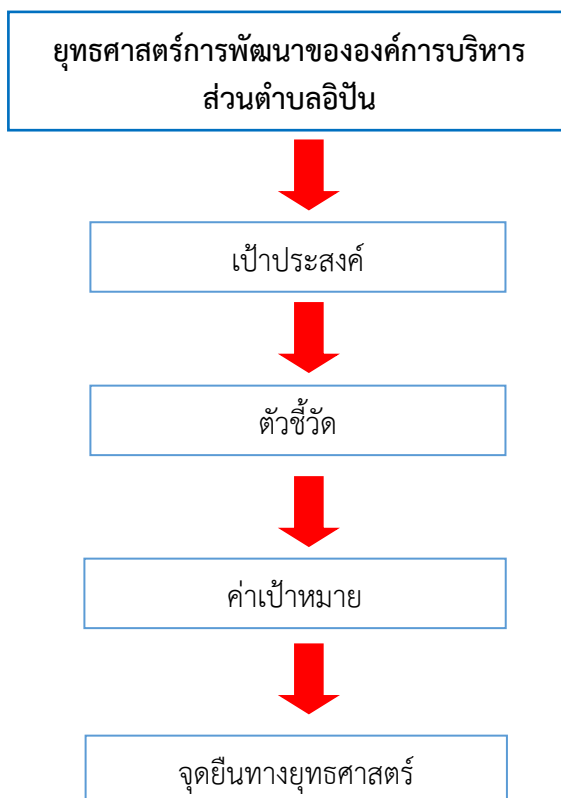 ยุทธศาสตร์การพัฒนาขององค์การบริหาร
ส่วนตำบลอิปัน
เป้าประสงค์
ตัวชี้วัด
ค่าเป้าหมาย
จุดยืนทางยุทธศาสตร์